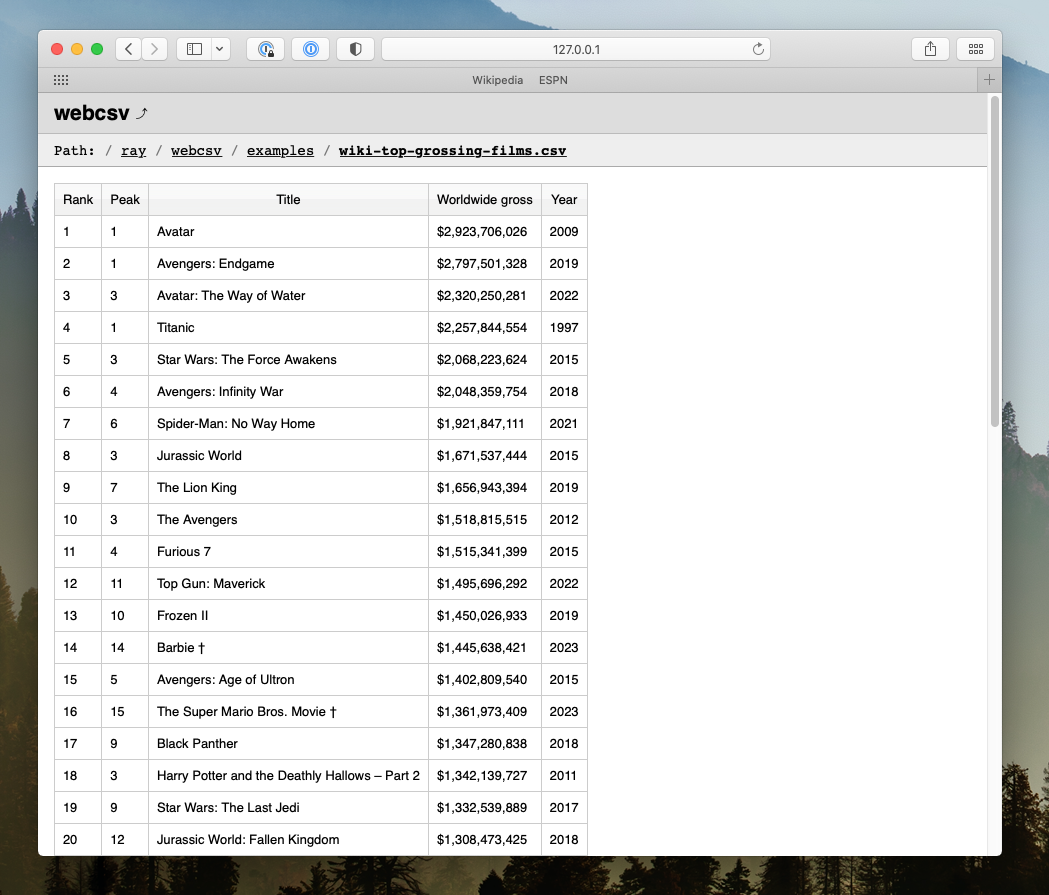 127.0.0.1
Wikipedia ESPN
webcsv ⤴
Path: / ray / webcsv / examples / wiki-top-grossing-films.csv
Rank Peak Title Worldwide gross Year
1 1 Avatar $2,923,706,026 2009
2 1 Avengers: Endgame $2,797,501,328 2019
3 3 Avatar: The Way of Water $2,320,250,281 2022
4 1 Titanic $2,257,844,554 1997
5 3 Star Wars: The Force Awakens $2,068,223,624 2015
6 4 Avengers: Infinity War $2,048,359,754 2018
7 6 Spider-Man: No Way Home $1,921,847,111 2021
8 3 Jurassic World $1,671,537,444 2015
9 7 The Lion King $1,656,943,394 2019
10 3 The Avengers $1,518,815,515 2012
11 4 Furious 7 $1,515,341,399 2015
12 11 Top Gun: Maverick $1,495,696,292 2022
13 10 Frozen II $1,450,026,933 2019
14 14 Barbie † $1,445,638,421 2023
15 5 Avengers: Age of Ultron $1,402,809,540 2015
16 15 The Super Mario Bros. Movie † $1,361,973,409 2023
17 9 Black Panther $1,347,280,838 2018
18 3 Harry Potter and the Deathly Hallows – Part 2 $1,342,139,727 2011
19 9 Star Wars: The Last Jedi $1,332,539,889 2017
20 12 Jurassic World: Fallen Kingdom $1,308,473,425 2018